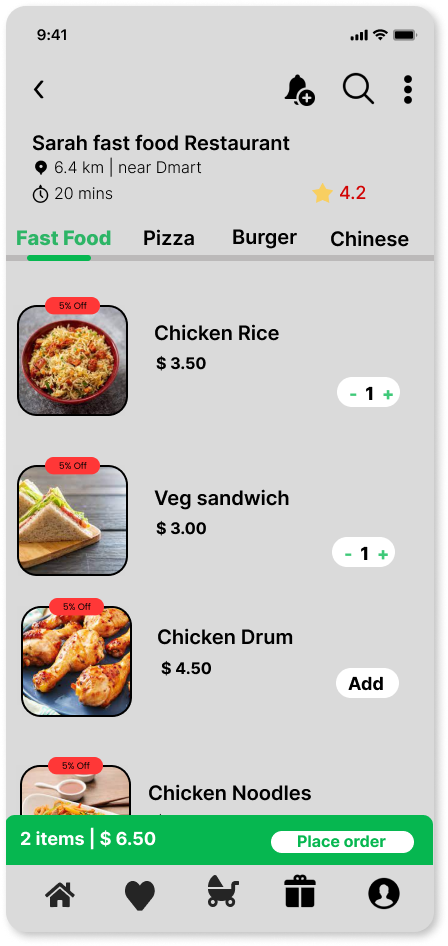 9:41
Sarah fast food Restaurant
6.4 km | near Dmart
20 mins
4.2
Fast Food Pizza Burger Chinese
5% Off
Chicken Rice
$ 3.50
- 1 +
5% Off
Veg sandwich
$ 3.00
- 1 +
5% Off
Chicken Drum
$ 4.50
Add
5% Off
Chicken Noodles
2 items | $ 6.50
Place order